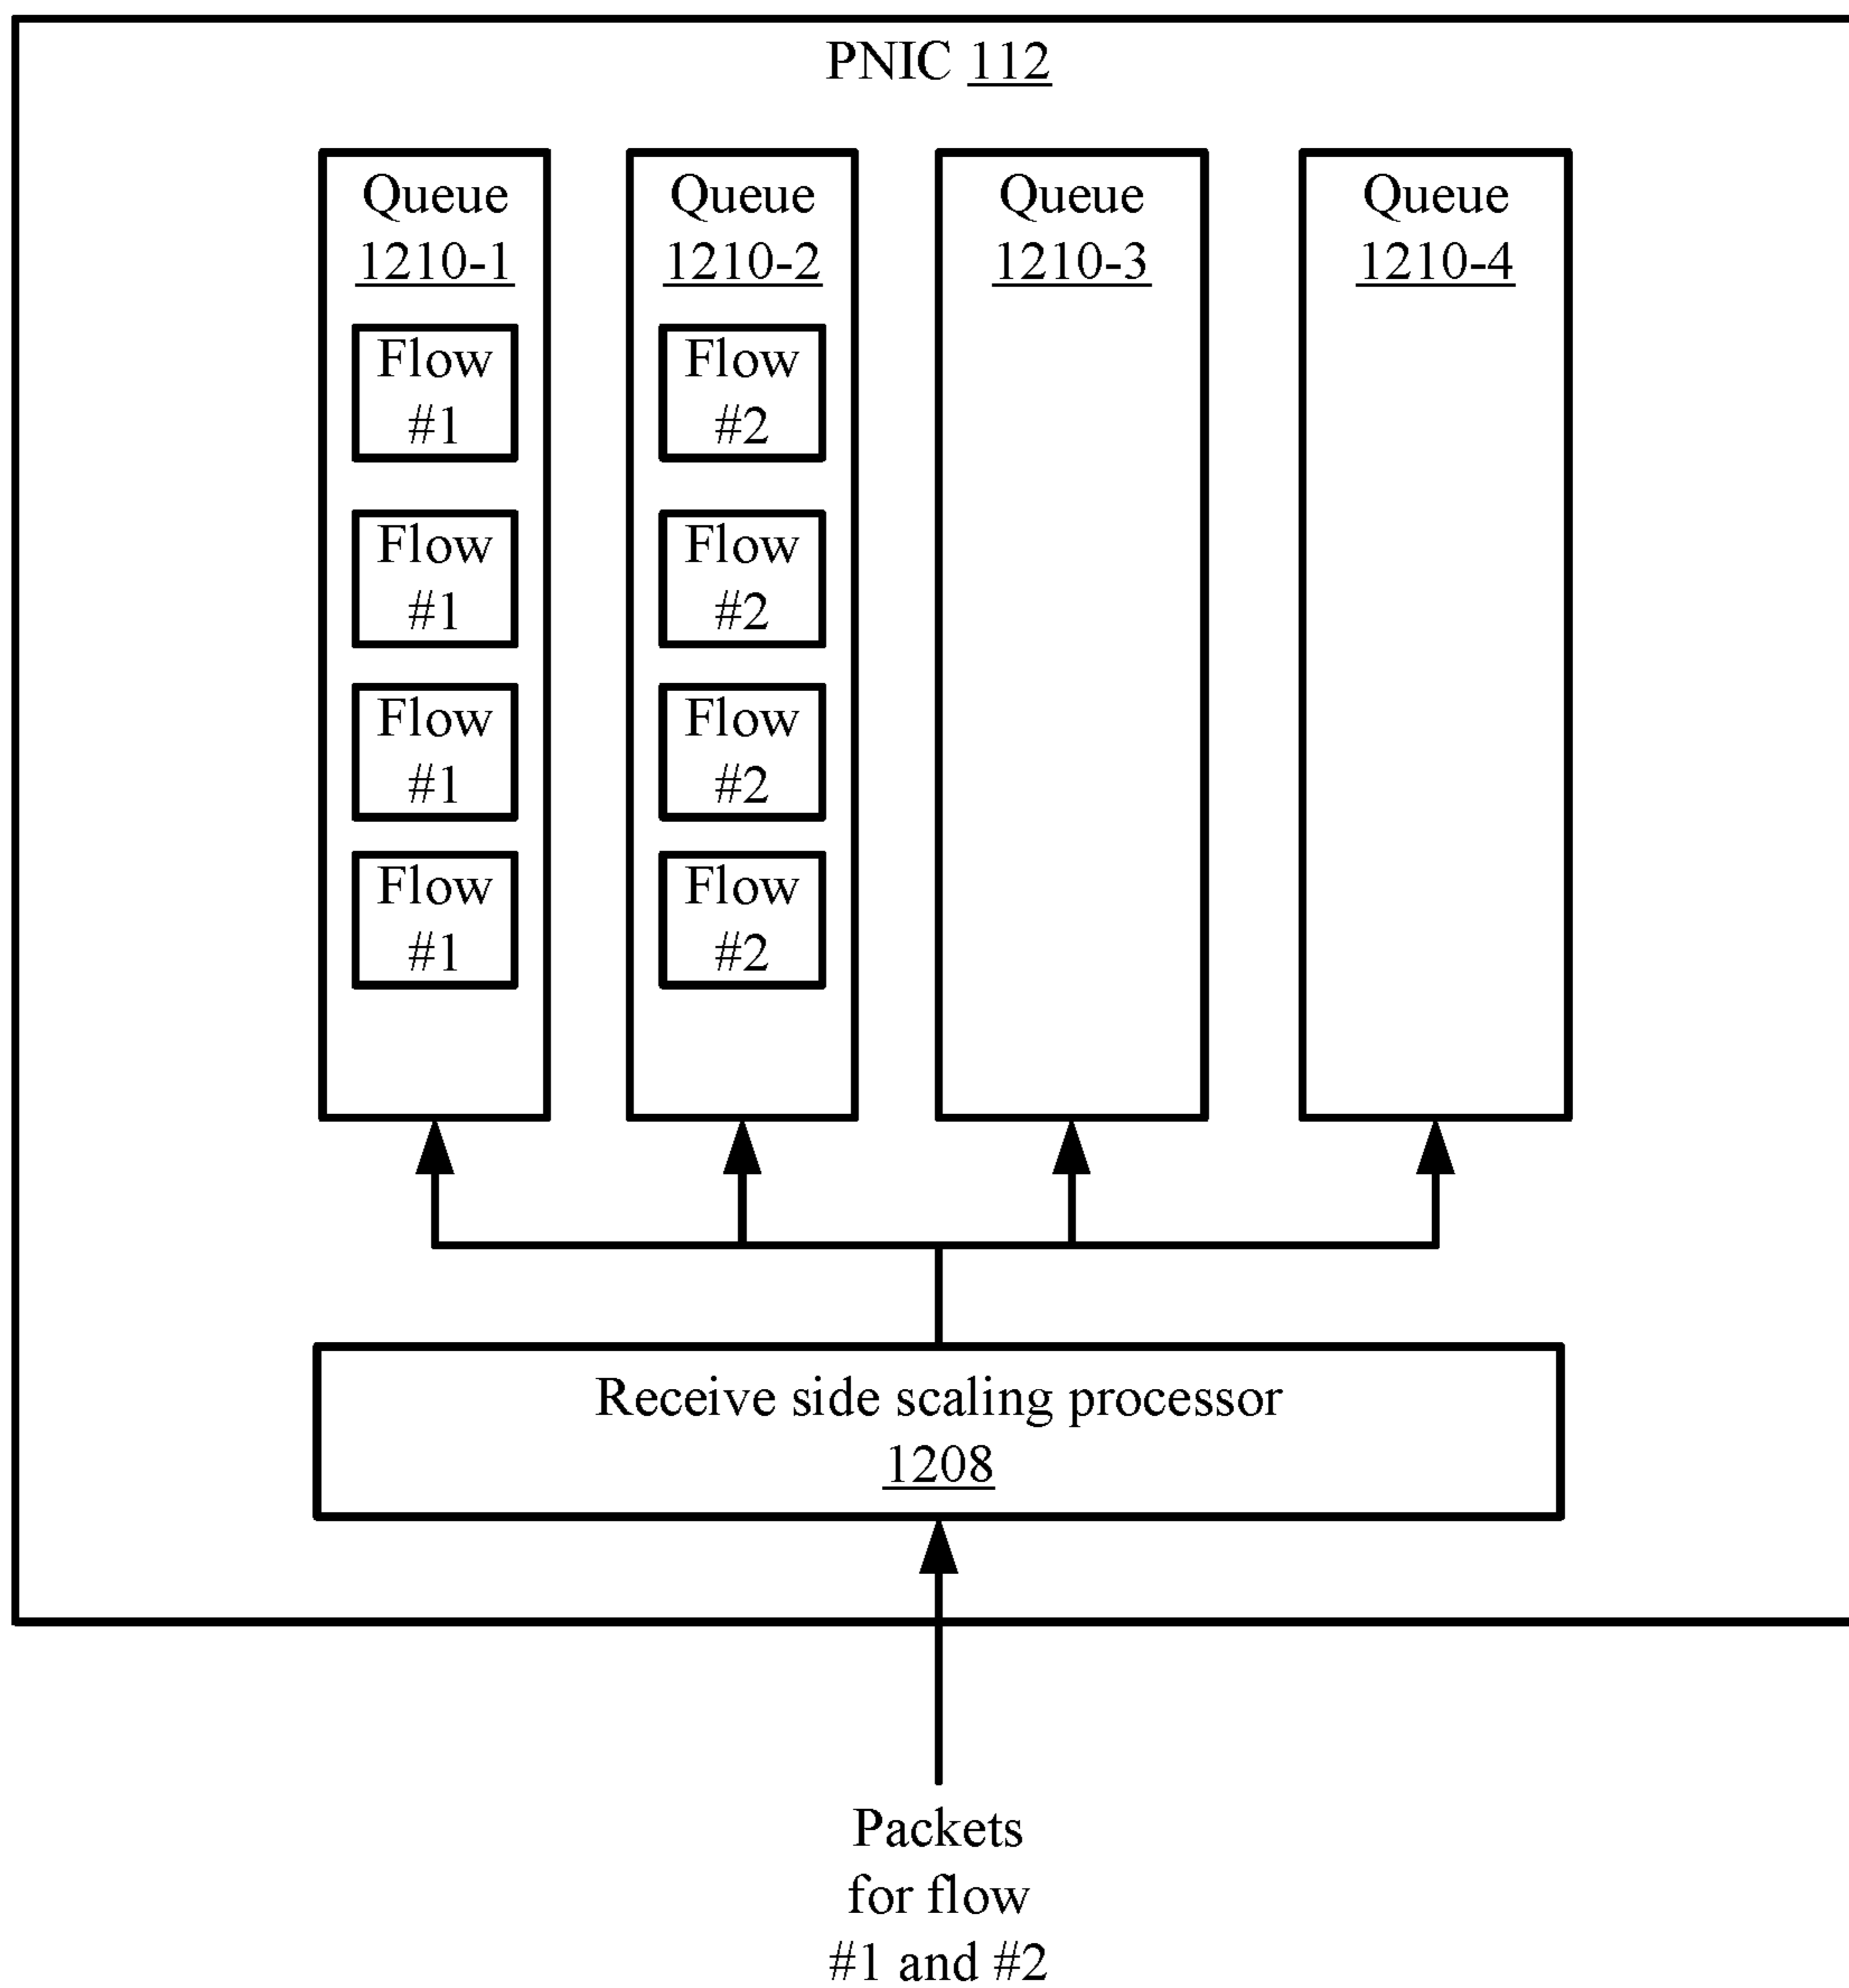 PNIC 112
Queue
1210-1
Flow
#1
Flow
#1
Flow
#1
Flow
#1
Queue
1210-2
Flow
#2
Flow
#2
Flow
#2
Flow
#2
Queue
1210-3
Queue
1210-4
Receive side scaling processor
1208
Packets
for flow
#1 and #2